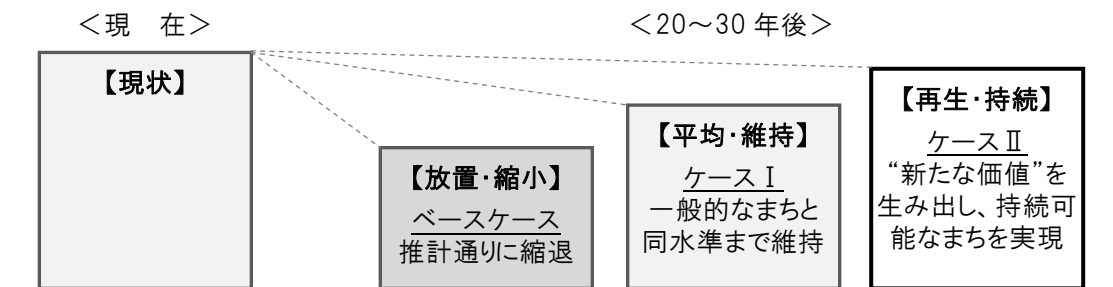 <現　在>
<20～30 年後>
【現状】
【放置・縮小】
ベースケース
推計通りに縮退
【平均・維持】
ケースⅠ
一般的なまちと
同水準まで維持
【再生・持続】
ケースⅡ
“新たな価値”を
生み出し、持続可
能なまちを実現